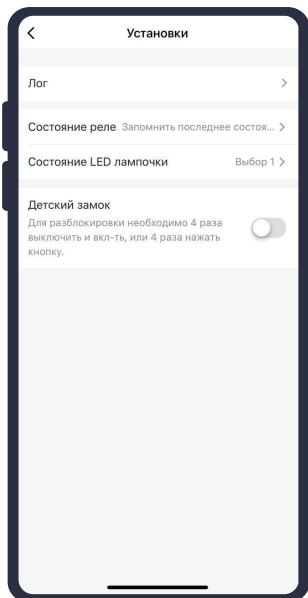 Установки
Лог
Состояние реле Запомнить последнее состоя...
Состояние LED лампочки Выбор 1
Детский замок
Для разблокировки необходимо 4 раза
выключить и вкл-ть, или 4 раза нажать
кнопку.